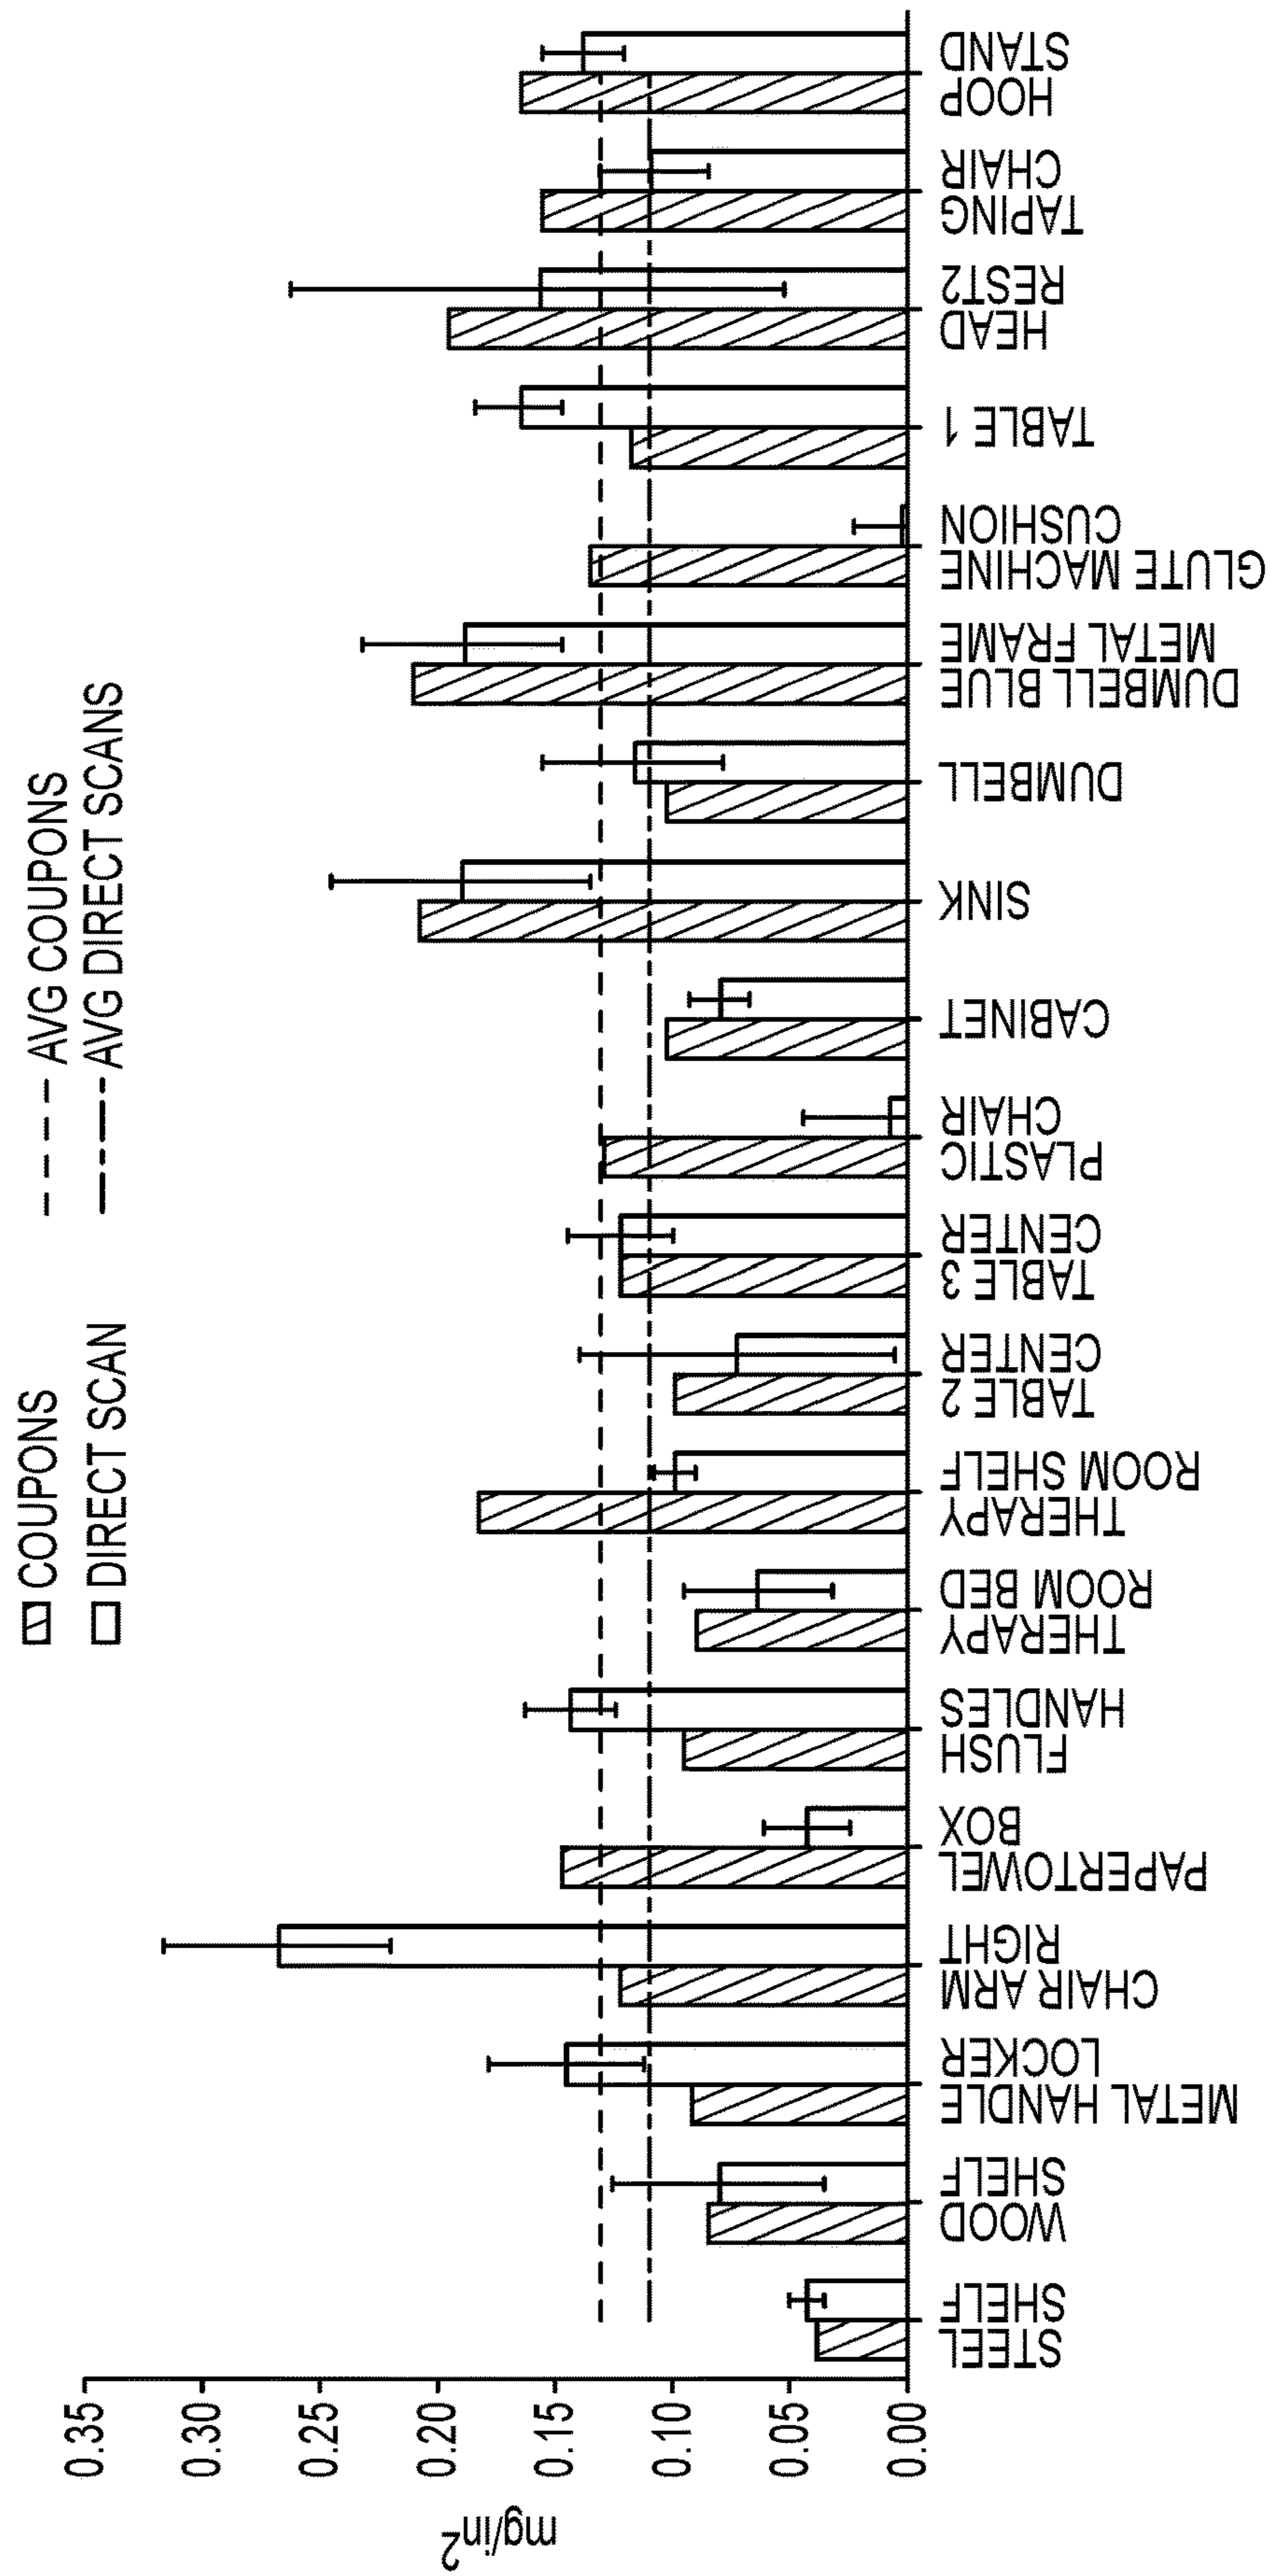 COUPONS
DIRECT SCAN
AVG COUPONS
AVG DIRECT SCANS
mg/in²
0.35
0.30
0.25
0.20
0.15
0.10
0.05
0.00
STEEL
SHELF
WOOD
SHELF
METAL HANDLE
LOCKER
CHAIR ARM
RIGHT
PAPERTOWEL
BOX
FLUSH
HANDLES
THERAPY
ROOM BED
THERAPY
ROOM SHELF
TABLE 2
CENTER
TABLE 3
CENTER
PLASTIC
CHAIR
CABINET
SINK
DUMBELL
DUMBELL BLUE
METAL FRAME
GLUTE MACHINE
CUSHION
TABLE 1
HEAD
REST2
TAPING
CHAIR
HOOP
STAND